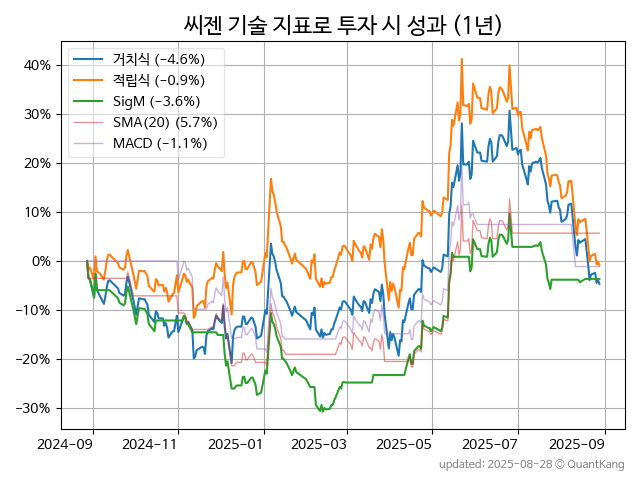 씨젠 기술 지표로 투자 시 성과 (1년)
거치식 (−4.6%)
적립식 (−0.9%)
SigM (−3.6%)
SMA(20) (5.7%)
MACD (−1.1%)
40%
30%
20%
10%
0%
−10%
−20%
−30%
2024-09 2024-11 2025-01 2025-03 2025-05 2025-07 2025-09
updated: 2025-08-28 © QuantKang